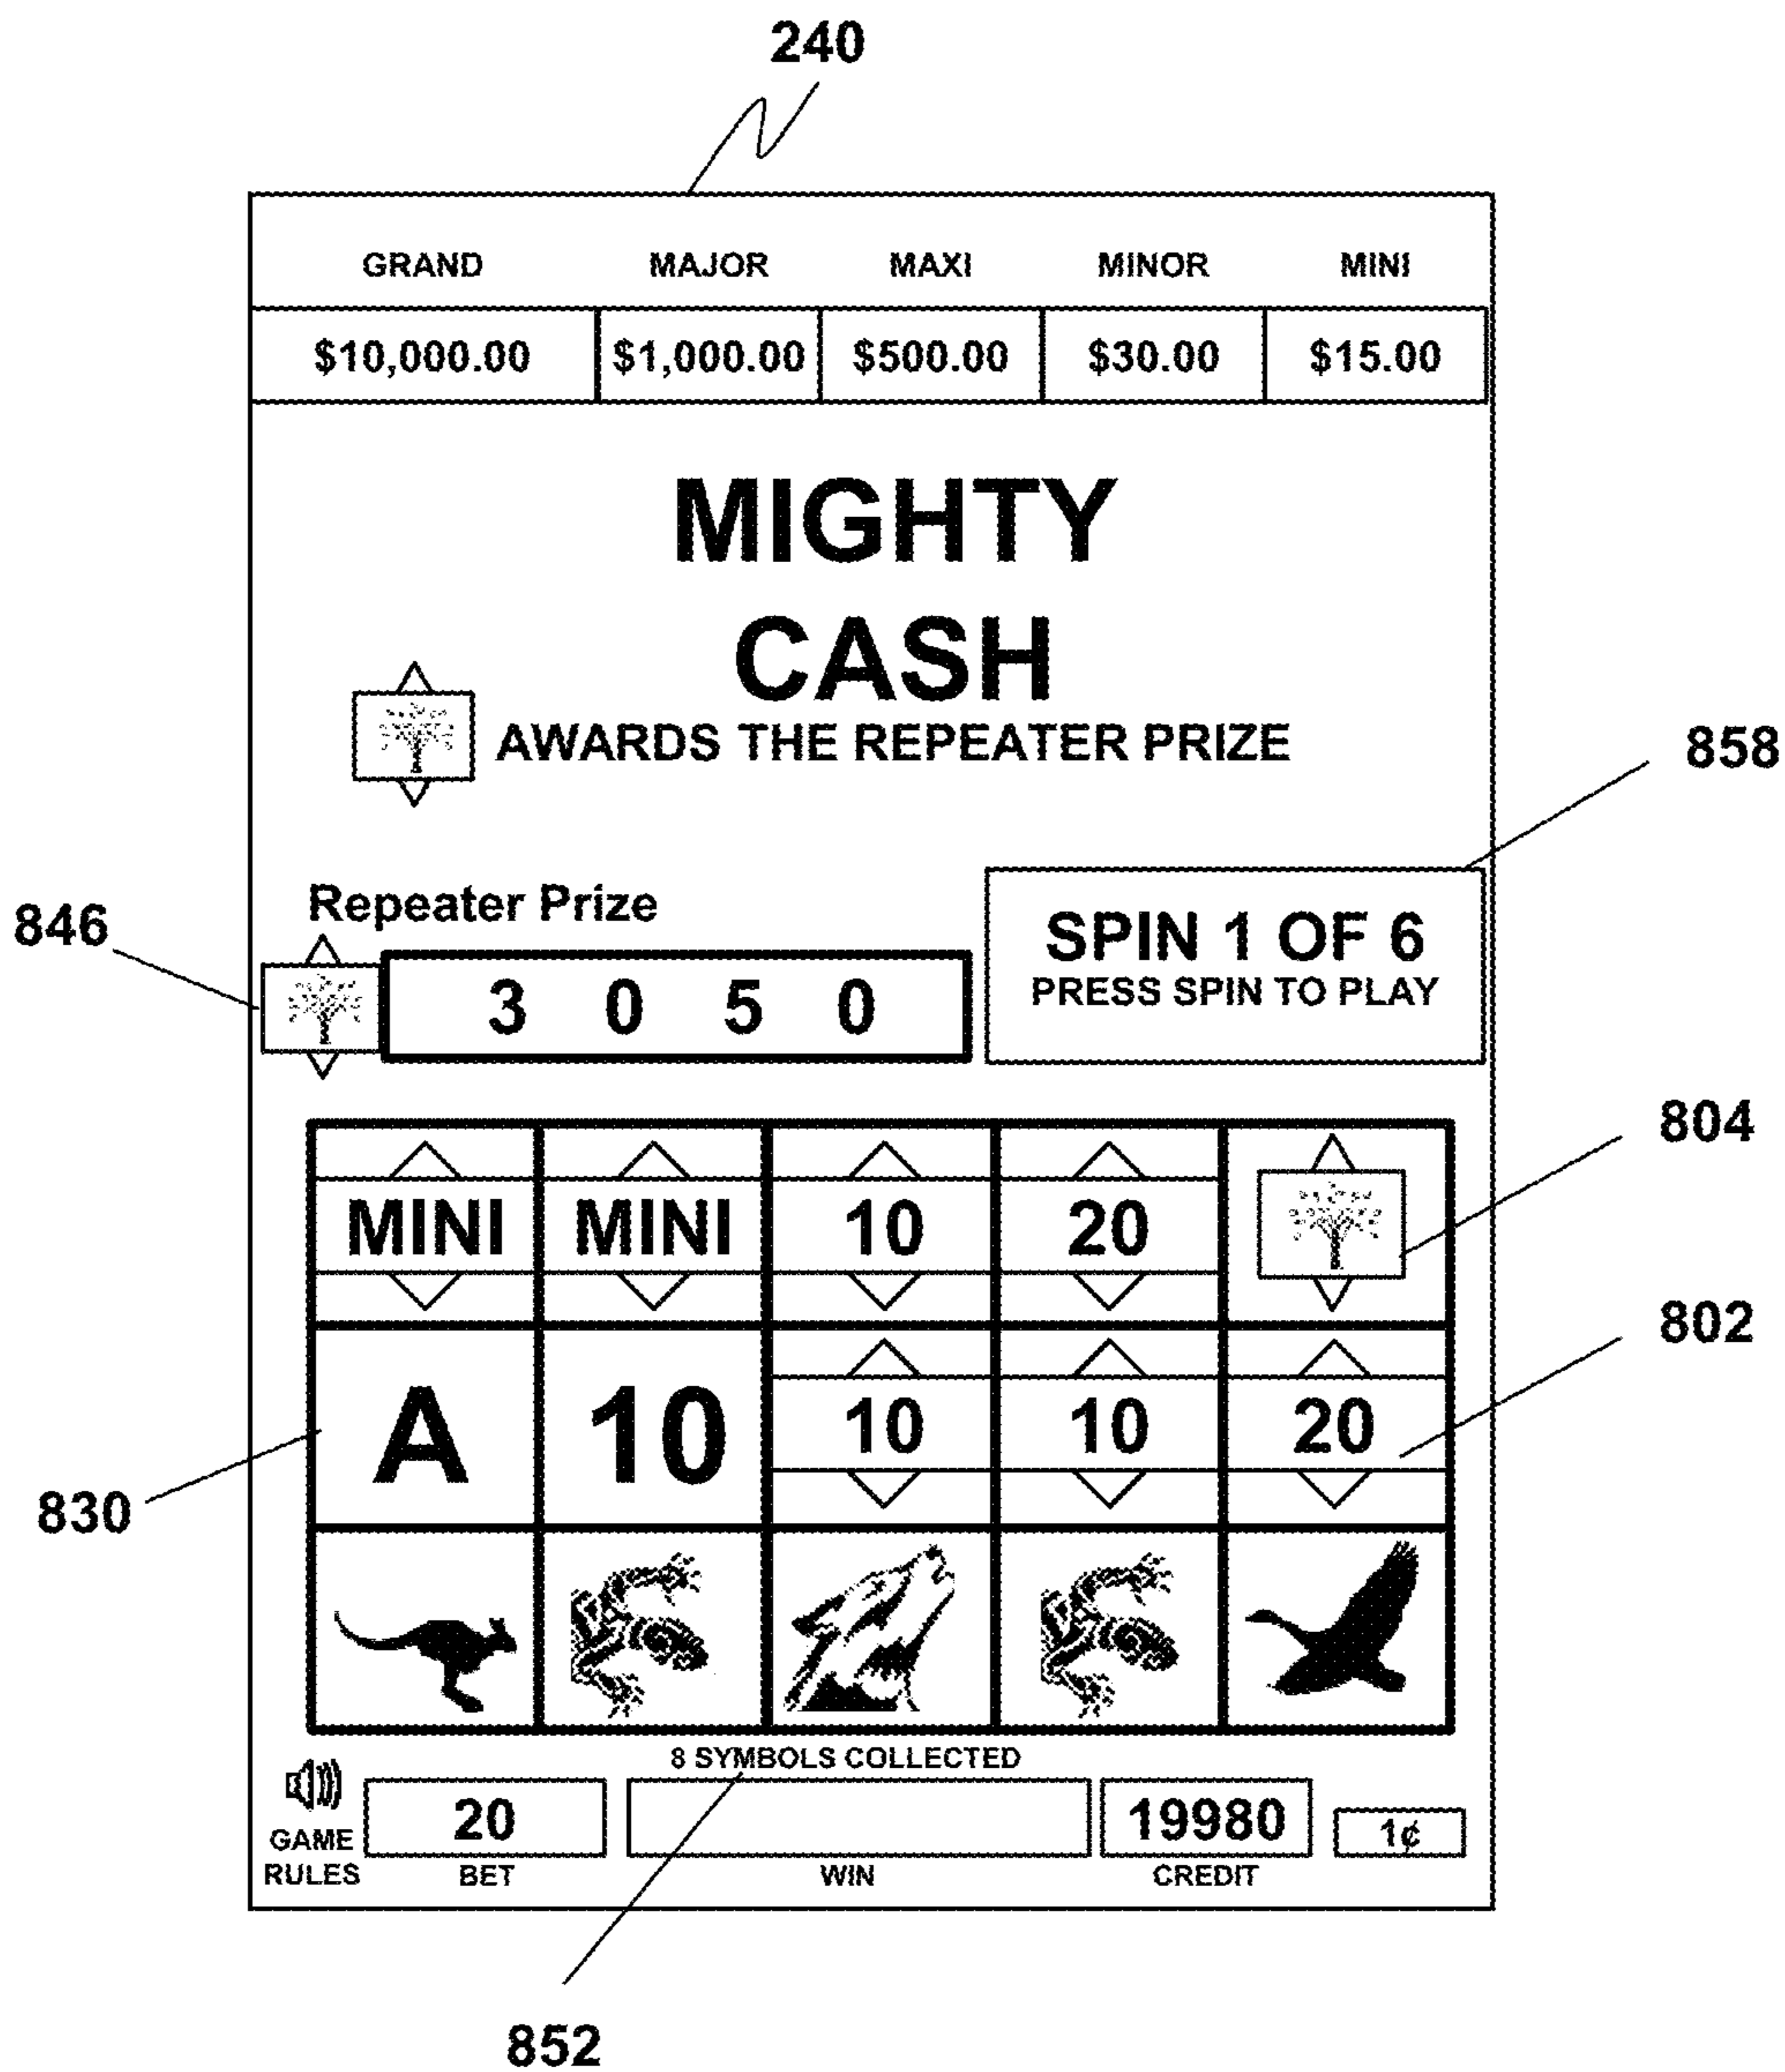 240
GRAND MAJOR MAXI MINOR MINI
$10,000.00 $1,000.00 $500.00 $30.00 $15.00
MIGHTY
CASH
AWARDS THE REPEATER PRIZE
858
Repeater Prize
846
3 0 5 0
SPIN 1 OF 6
PRESS SPIN TO PLAY
804
MINI MINI 10 20
802
A 10 10 10 20
830
8 SYMBOLS COLLECTED
20 19980 1¢
GAME
RULES BET WIN CREDIT
852